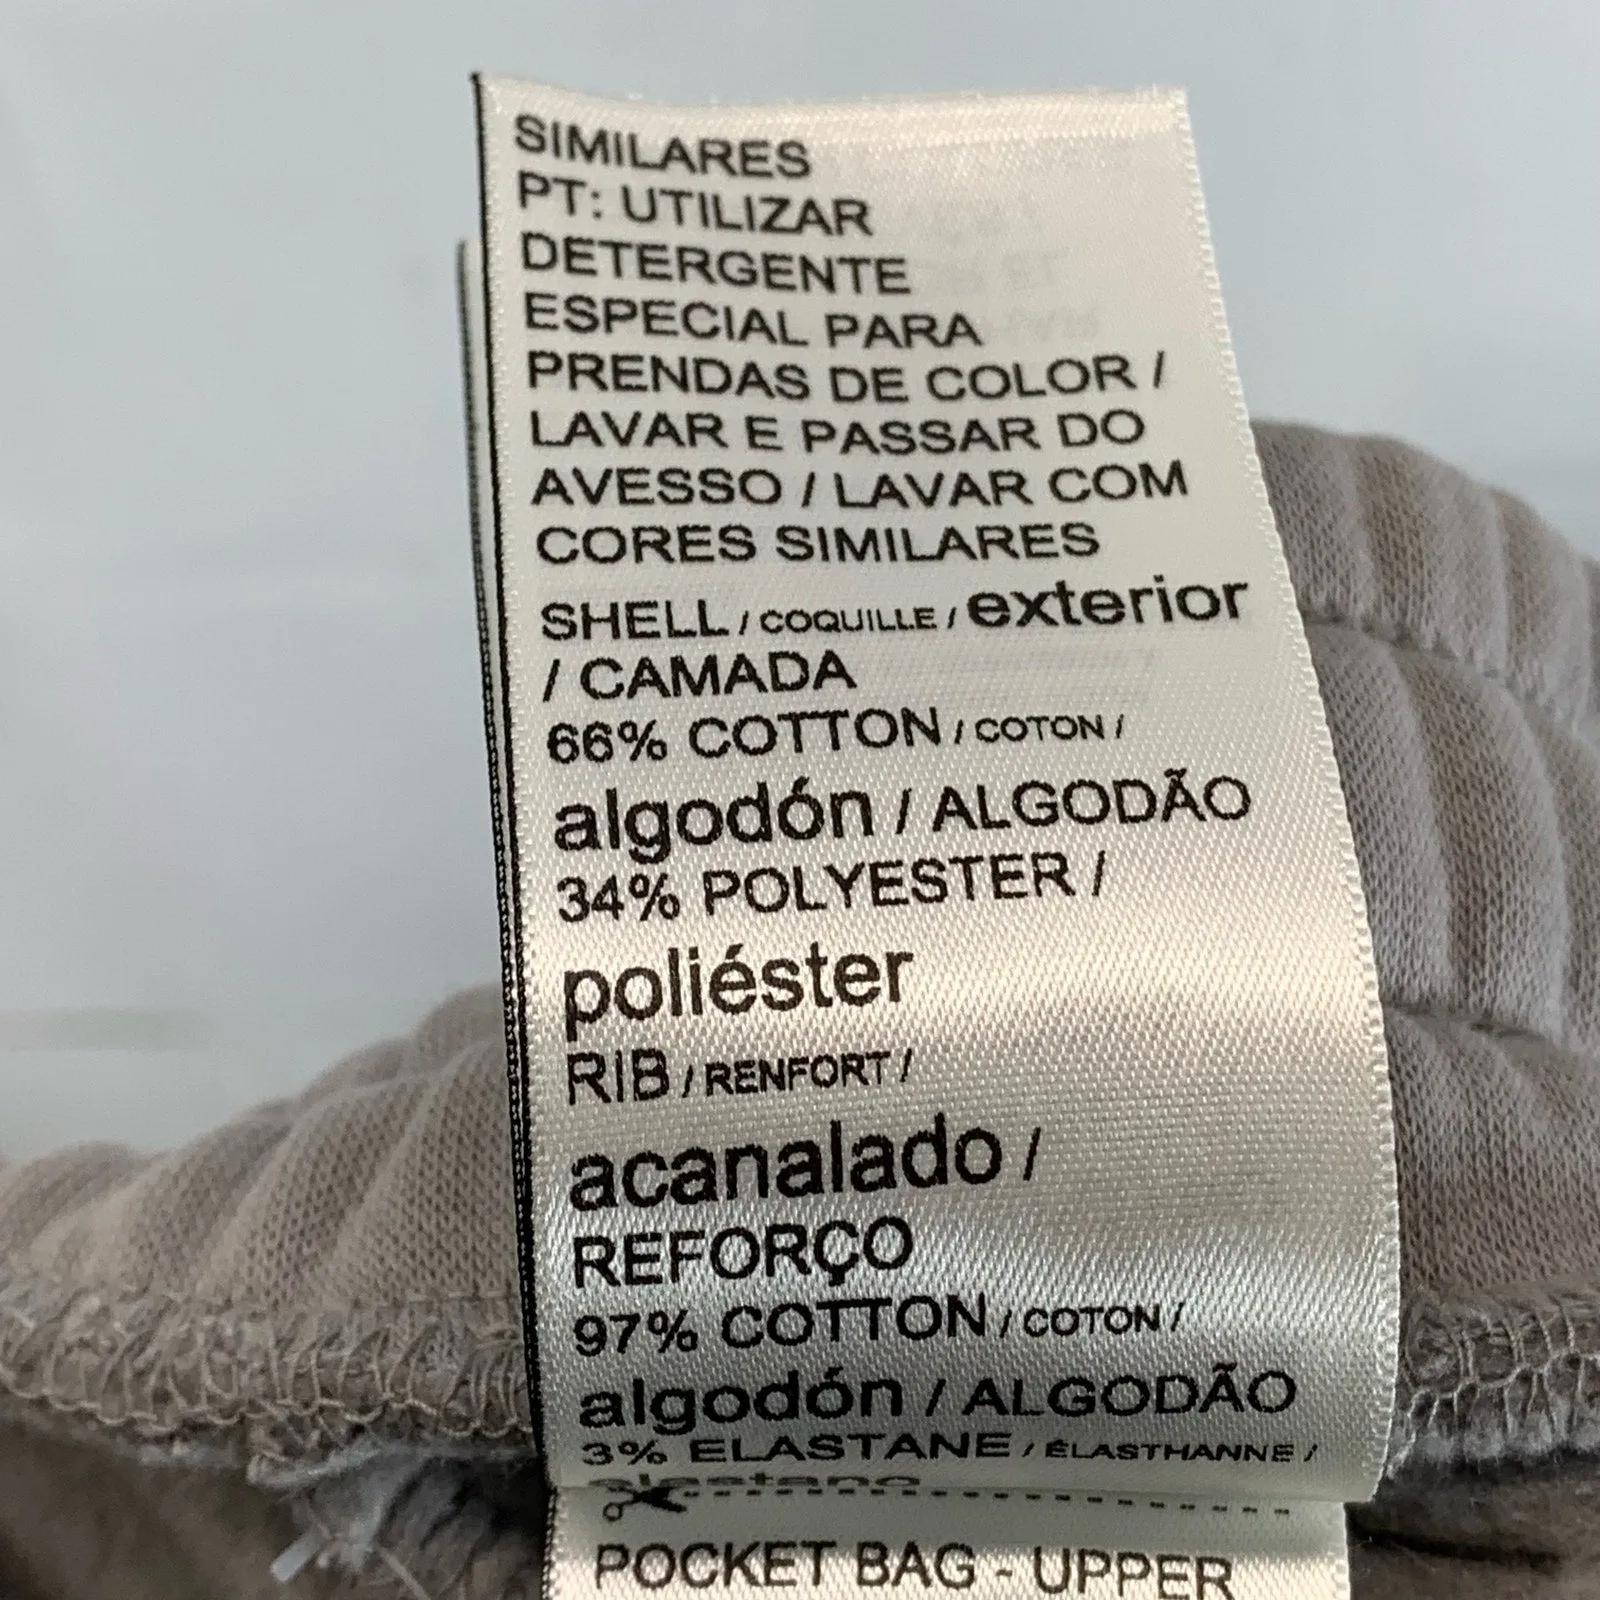 SIMILARES
PT: UTILIZAR
DETERGENTE
ESPECIAL PARA
PRENDAS DE COLOR /
LAVAR E PASSAR DO
AVESSO / LAVAR COM
CORES SIMILARES
SHELL / COQUILLE / exterior
/ CAMADA
66% COTTON / COTON /
algodón / ALGODÃO
34% POLYESTER /
poliéster
RIB / RENFORT /
acanalado /
REFORÇO
97% COTTON / COTON /
algodón / ALGODÃO
3% ELASTANE / ÉLASTHANNE /
POCKET BAG - UPPER